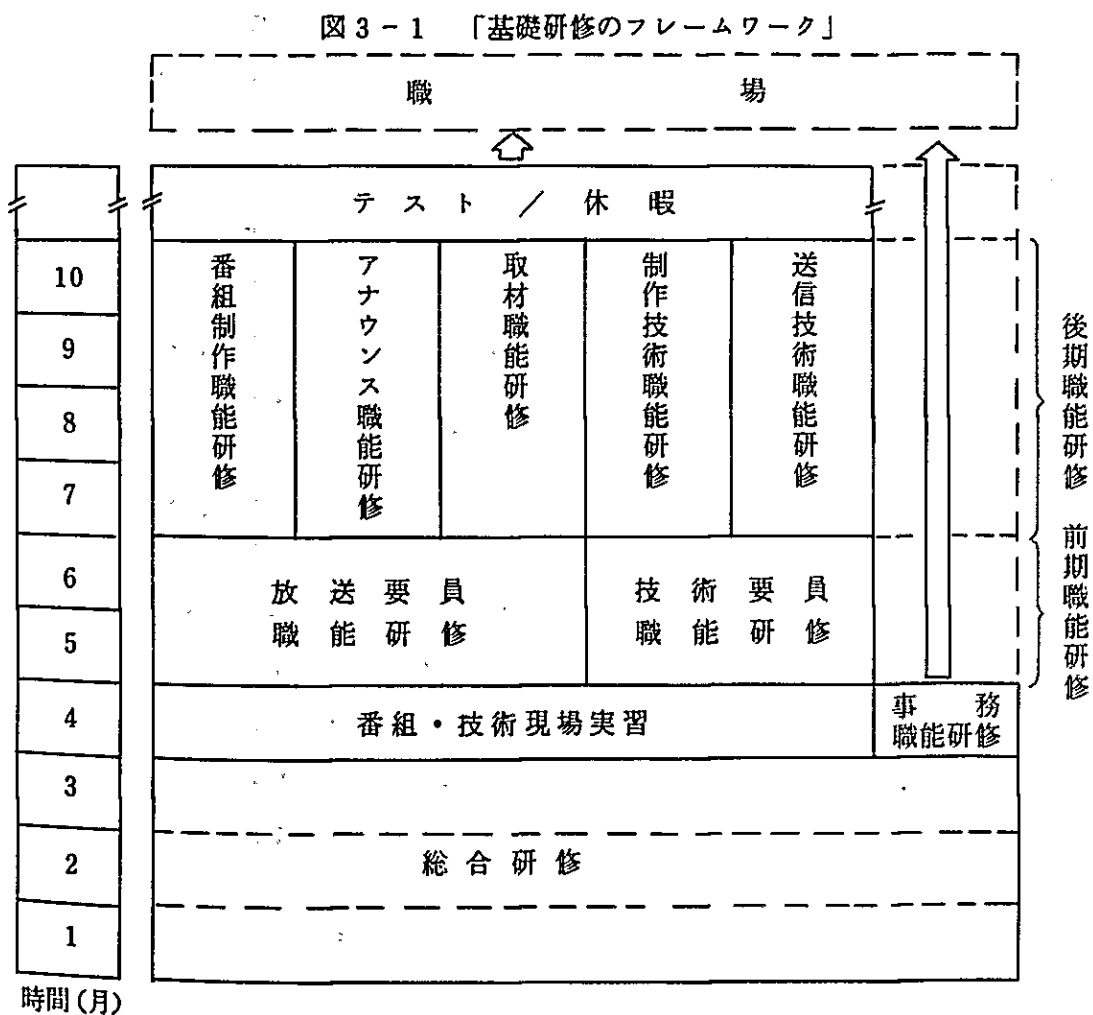 図3-1 「基礎研修のフレームワーク」
職場
テスト/休暇
10
9
8
7
6
5
4
3
2
1
時間(月)
番組制作職能研修
アナウンス職能研修
取材職能研修
制作技術職能研修
送信技術職能研修
後期職能研修
放送要員
職能研修
技術要員
職能研修
前期職能研修
番組・技術現場実習
事務
職能研修
総合研修